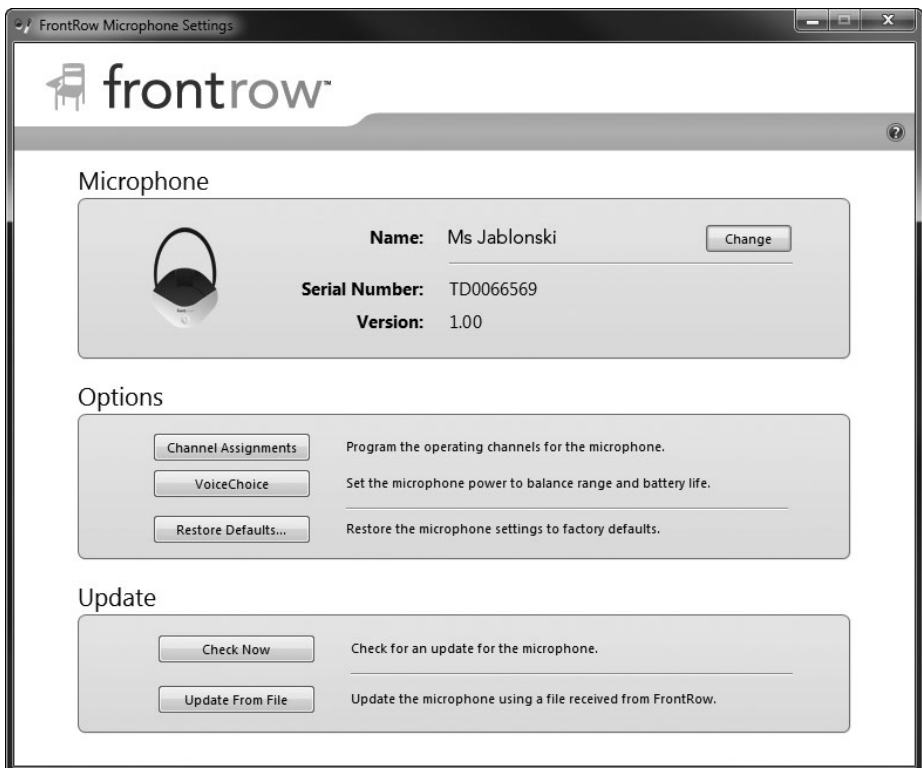 FrontRow Microphone Settings
frontrow™
Microphone
Name: Ms Jablonski Change
Serial Number: TD0066569
Version: 1.00
Options
Channel Assignments Program the operating channels for the microphone.
VoiceChoice Set the microphone power to balance range and battery life.
Restore Defaults... Restore the microphone settings to factory defaults.
Update
Check Now Check for an update for the microphone.
Update From File Update the microphone using a file received from FrontRow.